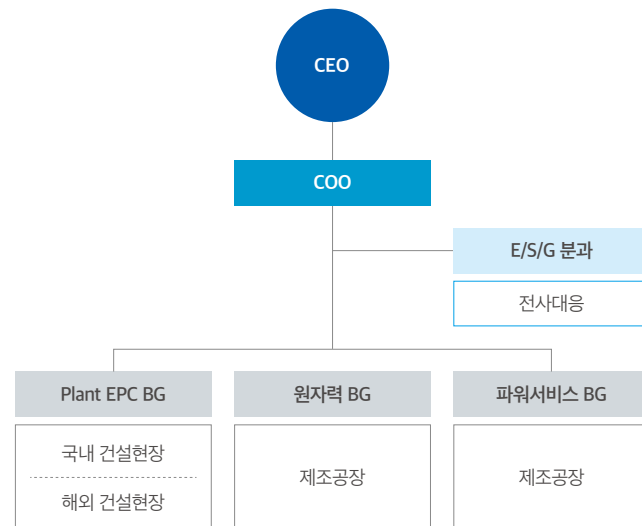 CEO
COO
E/S/G 분과
전사대응
Plant EPC BG
원자력 BG
파워서비스 BG
국내 건설현장
해외 건설현장
제조공장
제조공장